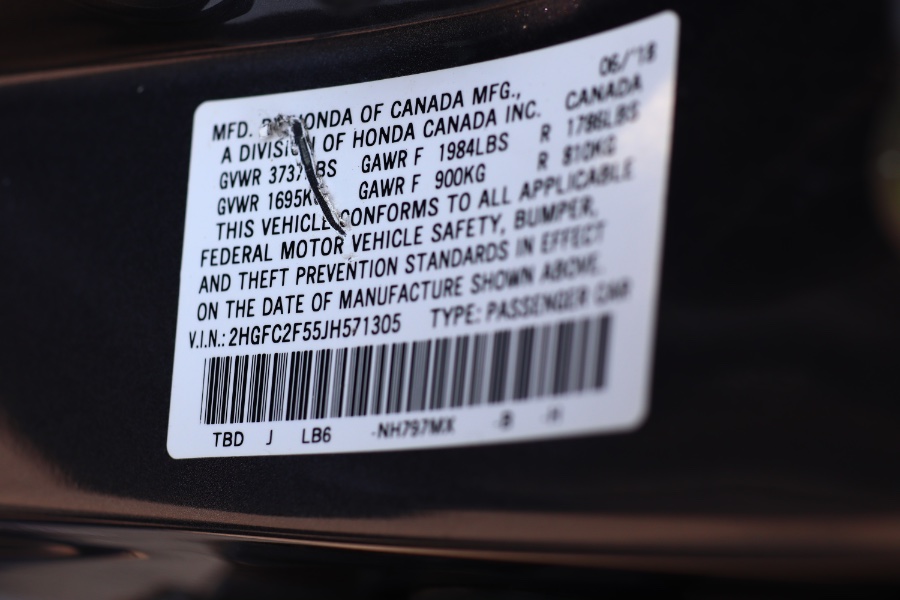 06/'18
MFD. HONDA OF CANADA MFG., CANADA
A DIVISION OF HONDA CANADA INC.
GVWR 3737LBS GAWR F 1984LBS R 1786LBS
GVWR 1695KG GAWR F 900KG R 810KG
THIS VEHICLE CONFORMS TO ALL APPLICABLE
FEDERAL MOTOR VEHICLE SAFETY, BUMPER,
AND THEFT PREVENTION STANDARDS IN EFFECT
ON THE DATE OF MANUFACTURE SHOWN ABOVE.
V.I.N.: 2HGFC2F55JH571305 TYPE: PASSENGER CAR
TBD J LB6 -NH797MX -B -H